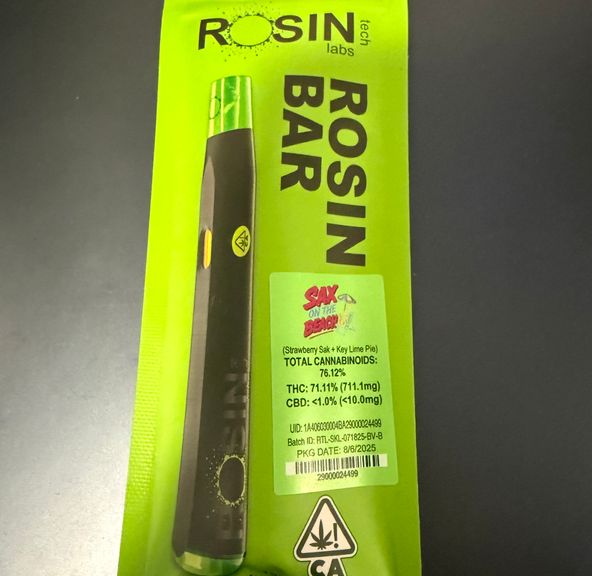 ROSIN
tech
labs
ROSIN
BAR
SAX
ON THE
BEACH
(Strawberry Sak + Key Lime Pie)
TOTAL CANNABINOIDS:
76.12%
THC: 71.11% (711.1mg)
CBD: <1.0% (<10.0mg)
UID: 1A406030004BA29000024499
Batch ID: RTL-SKL-071825-BV-B
PKG DATE: 8/6/2025
29000024499
ROSIN
!
CA